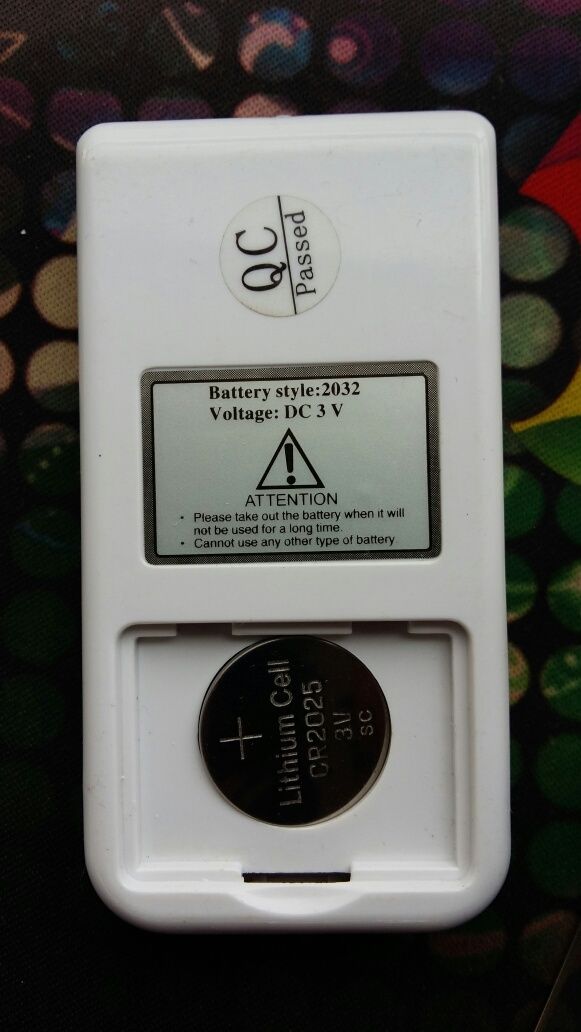 QC
Passed
Battery style:2032
Voltage: DC 3 V
ATTENTION
• Please take out the battery when it will
not be used for a long time.
• Cannot use any other type of battery
+
Lithium Cell
CR2025
3V
SC